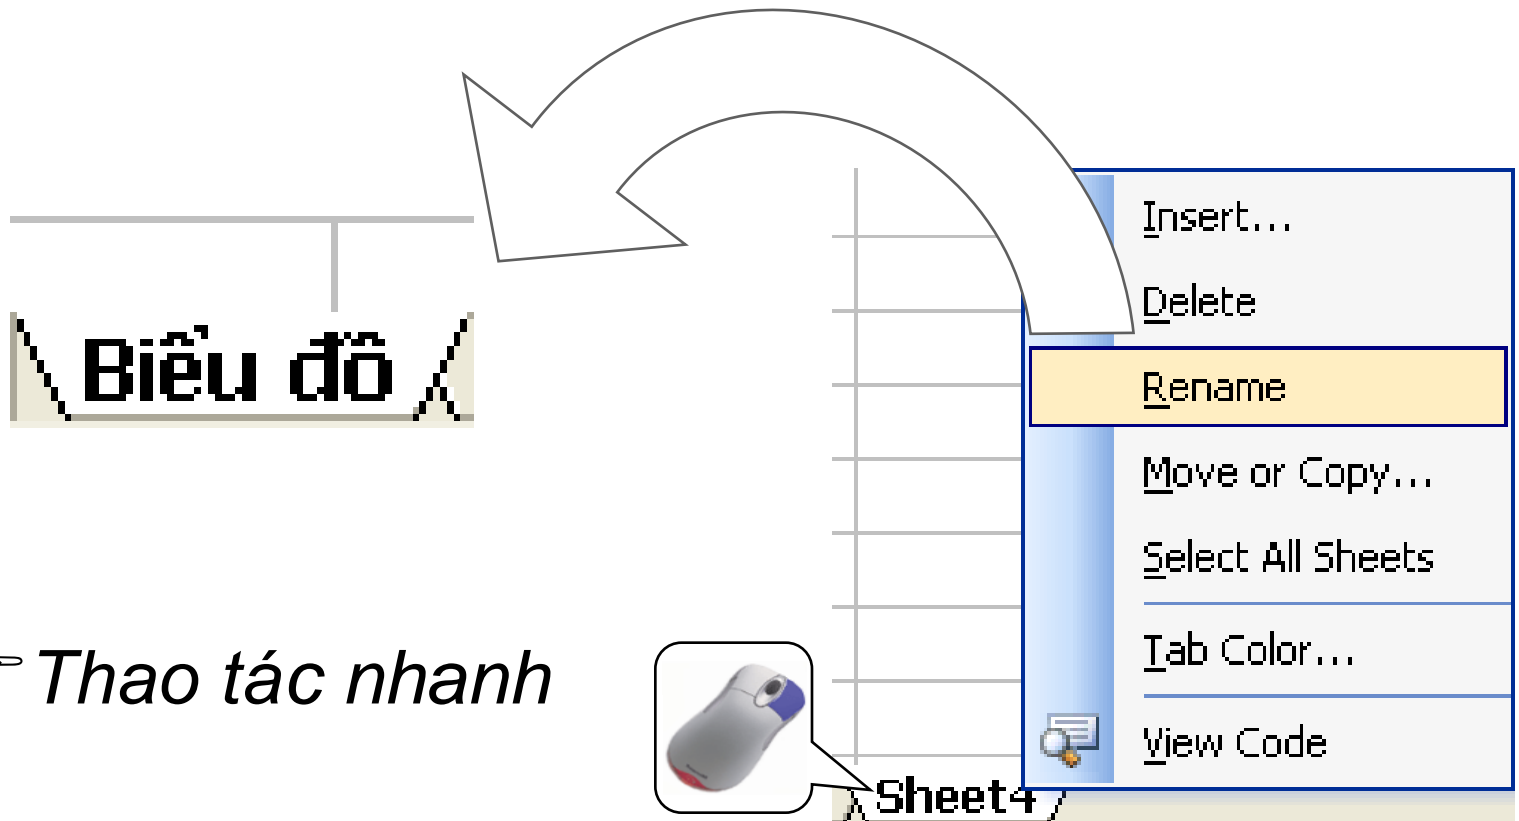 Biểu đồ
Insert...
Delete
Rename
Move or Copy...
Select All Sheets
Tab Color...
View Code
Thao tác nhanh
Sheet4